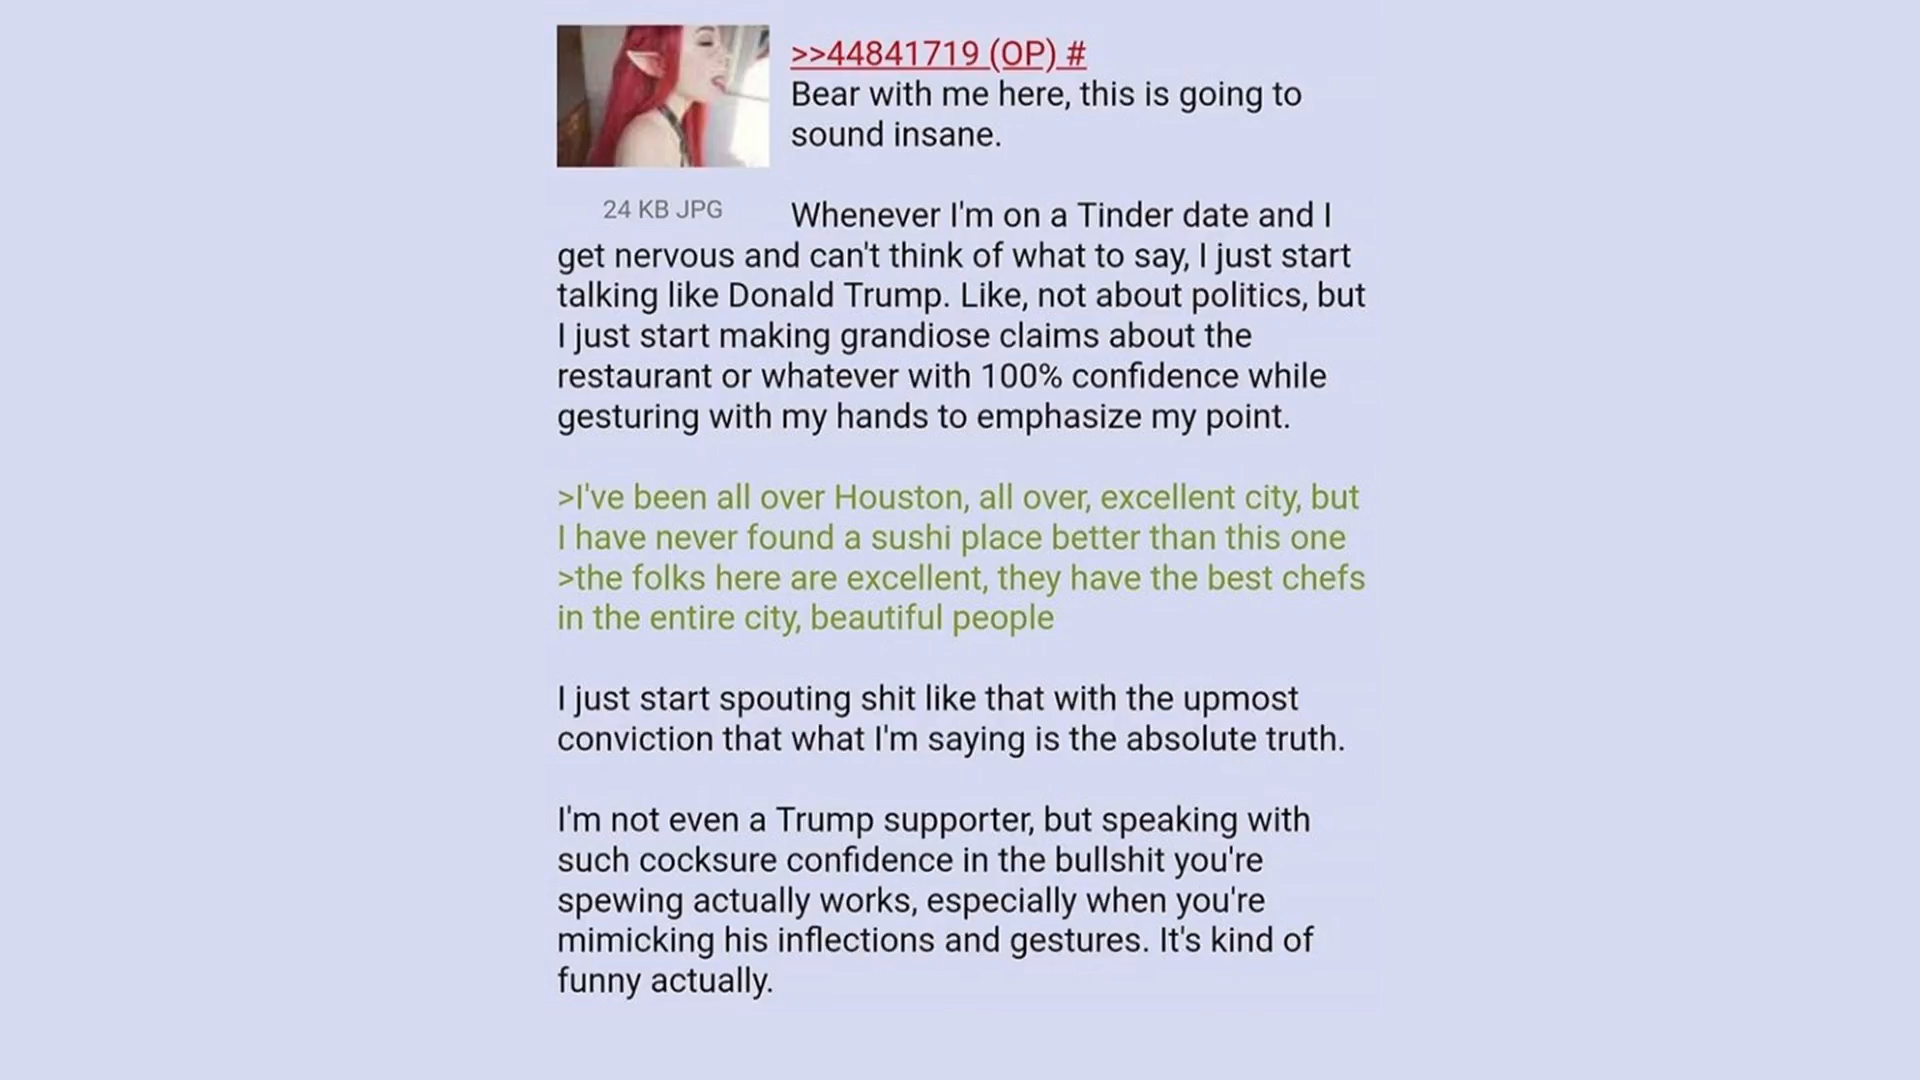 >>44841719 (OP) #
Bear with me here, this is going to
sound insane.
24 KB JPG
Whenever I'm on a Tinder date and I
get nervous and can't think of what to say, I just start
talking like Donald Trump. Like, not about politics, but
I just start making grandiose claims about the
restaurant or whatever with 100% confidence while
gesturing with my hands to emphasize my point.
>I've been all over Houston, all over, excellent city, but
I have never found a sushi place better than this one
>the folks here are excellent, they have the best chefs
in the entire city, beautiful people
I just start spouting shit like that with the upmost
conviction that what I'm saying is the absolute truth.
I'm not even a Trump supporter, but speaking with
such cocksure confidence in the bullshit you're
spewing actually works, especially when you're
mimicking his inflections and gestures. It's kind of
funny actually.